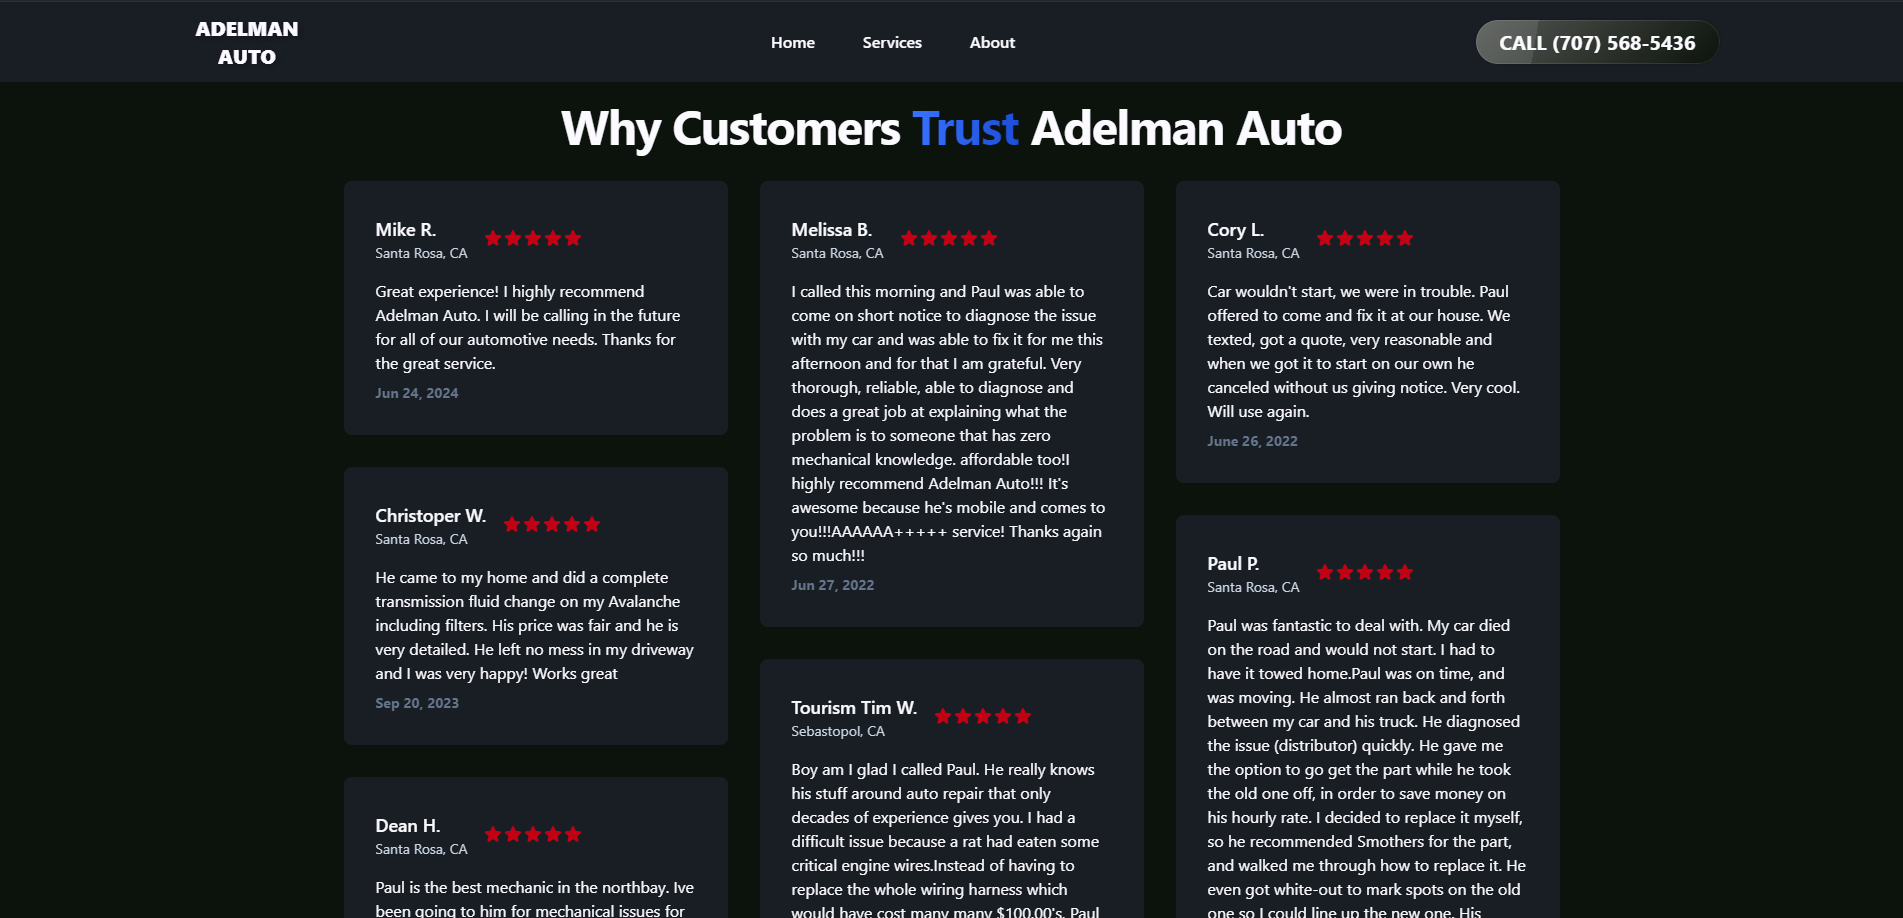 ADELMAN
AUTO
Home
Services
About
CALL (707) 568-5436
Why Customers Trust Adelman Auto
Mike R.
Santa Rosa, CA
Great experience! I highly recommend
Adelman Auto. I will be calling in the future
for all of our automotive needs. Thanks for
the great service.
Jun 24, 2024
Christoper W.
Santa Rosa, CA
He came to my home and did a complete
transmission fluid change on my Avalanche
including filters. His price was fair and he is
very detailed. He left no mess in my driveway
and I was very happy! Works great
Sep 20, 2023
Dean H.
Santa Rosa, CA
Paul is the best mechanic in the northbay. Ive
been going to him for mechanical issues for
Melissa B.
Santa Rosa, CA
I called this morning and Paul was able to
come on short notice to diagnose the issue
with my car and was able to fix it for me this
afternoon and for that I am grateful. Very
thorough, reliable, able to diagnose and
does a great job at explaining what the
problem is to someone that has zero
mechanical knowledge. affordable too!I
highly recommend Adelman Auto!!! It's
awesome because he's mobile and comes to
you!!!AAAAAA+++++ service! Thanks again
so much!!!
Jun 27, 2022
Tourism Tim W.
Sebastopol, CA
Boy am I glad I called Paul. He really knows
his stuff around auto repair that only
decades of experience gives you. I had a
difficult issue because a rat had eaten some
critical engine wires.Instead of having to
replace the whole wiring harness which
would have cost many many $100.00's. Paul
Cory L.
Santa Rosa, CA
Car wouldn't start, we were in trouble. Paul
offered to come and fix it at our house. We
texted, got a quote, very reasonable and
when we got it to start on our own he
canceled without us giving notice. Very cool.
Will use again.
June 26, 2022
Paul P.
Santa Rosa, CA
Paul was fantastic to deal with. My car died
on the road and would not start. I had to
have it towed home.Paul was on time, and
was moving. He almost ran back and forth
between my car and his truck. He diagnosed
the issue (distributor) quickly. He gave me
the option to go get the part while he took
the old one off, in order to save money on
his hourly rate. I decided to replace it myself,
so he recommended Smothers for the part,
and walked me through how to replace it. He
even got white-out to mark spots on the old
one so I could line up the new one. His